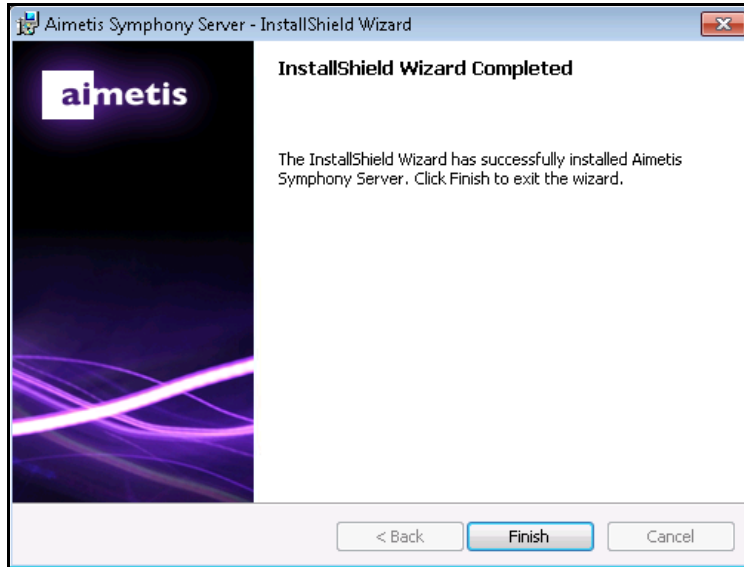 Aimetis Symphony Server - InstallShield Wizard
aimetis
InstallShield Wizard Completed
The InstallShield Wizard has successfully installed Aimetis
Symphony Server. Click Finish to exit the wizard.
< Back
Finish
Cancel